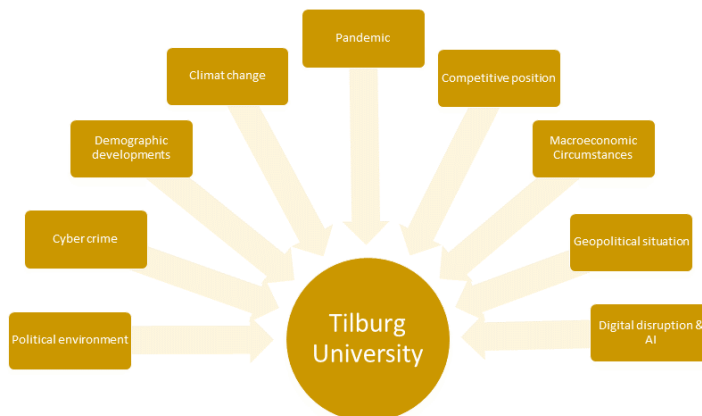 Pandemic
Climat change
Competitive position
Demographic
developments
Macroeconomic
Circumstances
Cyber crime
Geopolitical situation
Political environment
Tilburg
University
Digital disruption &
AI